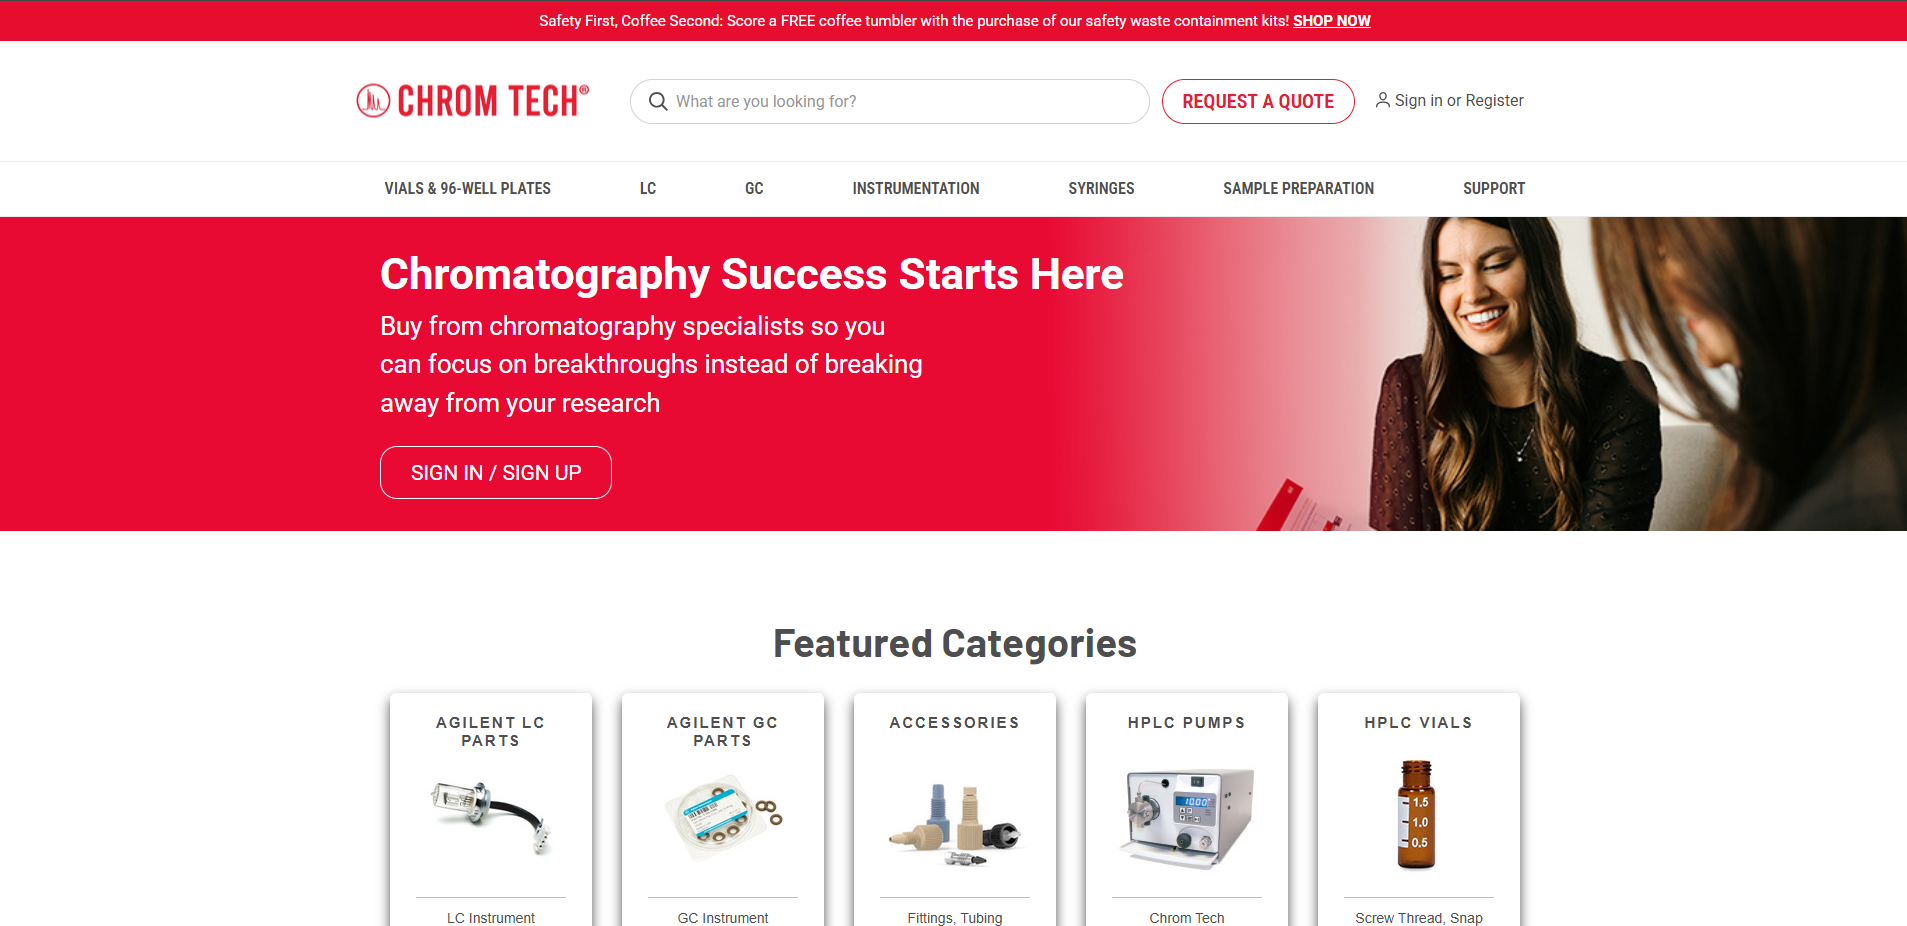 Safety First, Coffee Second: Score a FREE coffee tumbler with the purchase of our safety waste containment kits! SHOP NOW
CHROM TECH®
What are you looking for?
REQUEST A QUOTE
Sign in or Register
VIALS & 96-WELL PLATES
LC
GC
INSTRUMENTATION
SYRINGES
SAMPLE PREPARATION
SUPPORT
Chromatography Success Starts Here
Buy from chromatography specialists so you
can focus on breakthroughs instead of breaking
away from your research
SIGN IN / SIGN UP
Featured Categories
AGILENT LC
PARTS
LC Instrument
AGILENT GC
PARTS
GC Instrument
ACCESSORIES
Fittings, Tubing
HPLC PUMPS
10.00
Chrom Tech
HPLC VIALS
1.5
1.0
0.5
Screw Thread, Snap